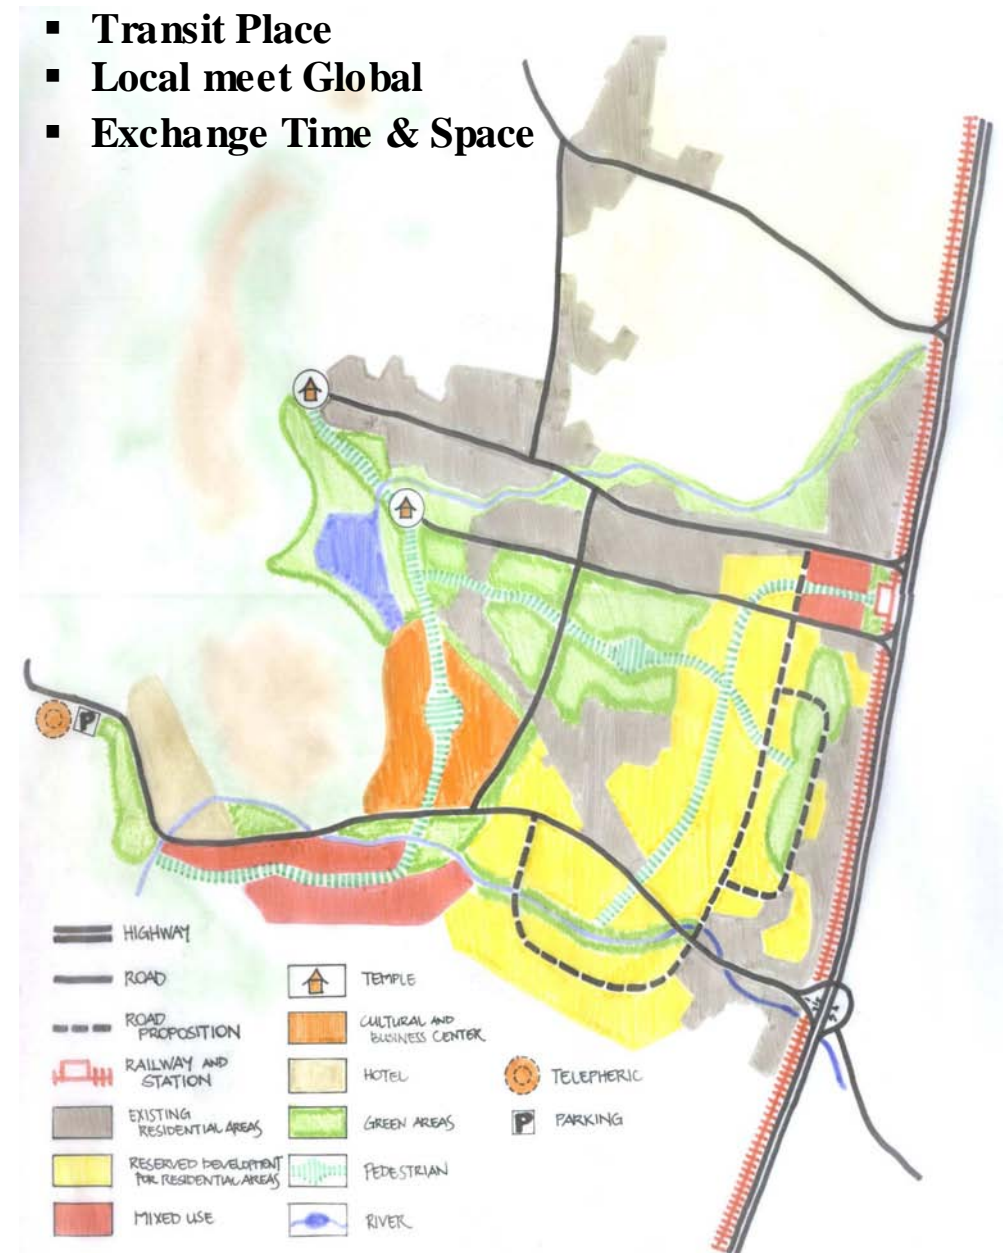 ▪ Transit Place
▪ Local meet Global
▪ Exchange Time & Space
P
HIGHWAY
ROAD
ROAD
PROPOSITION
RAILWAY AND
STATION
EXISTING
RESIDENTIAL AREAS
RESERVED DEVELOPMENT
FOR RESIDENTIAL AREAS
MIXED USE
TEMPLE
CULTURAL AND
BUSINESS CENTER
HOTEL
GREEN AREAS
PEDESTRIAN
RIVER
TELEPHERIC
P PARKING